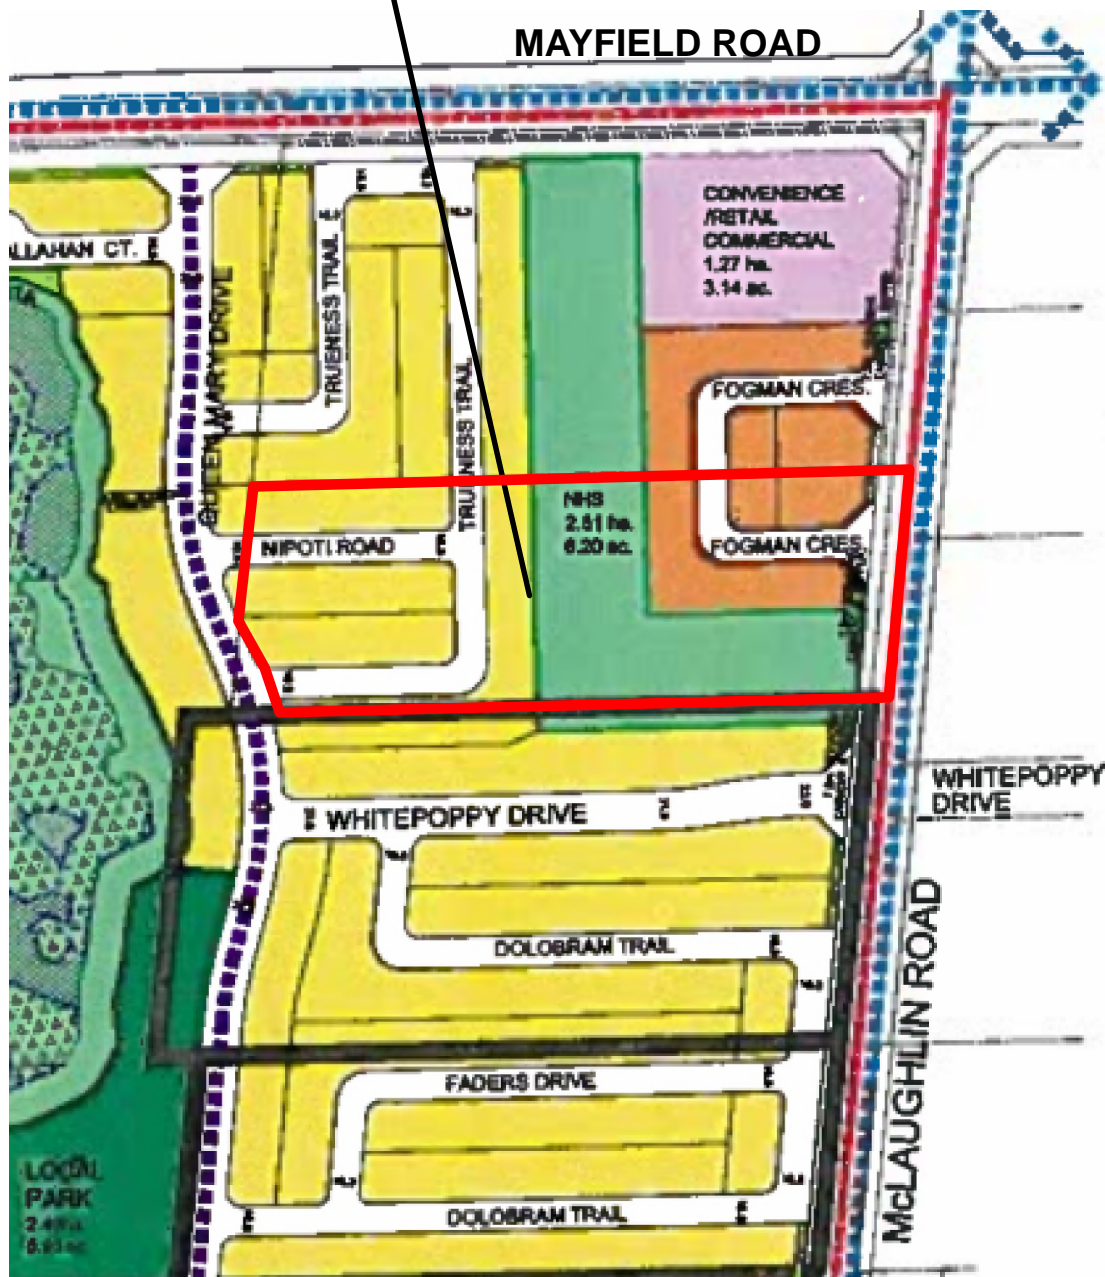 MAYFIELD ROAD
CONVENIENCE
/RETAIL
COMMERCIAL
1.27 ha.
3.14 ac.
ALLAHAN CT.
QUEEN MARY DRIVE
TRUENESS TRAIL
TRUENESS TRAIL
FOGMAN CRES.
NHS
2.51 ha.
6.20 ac.
NIPOTI ROAD
FOGMAN CRES.
WHITEPOPPY
DRIVE
WHITEPOPPY DRIVE
DOLOBRAM TRAIL
McLAUGHLIN ROAD
FADERS DRIVE
LOCAL
PARK
DOLOBRAM TRAIL